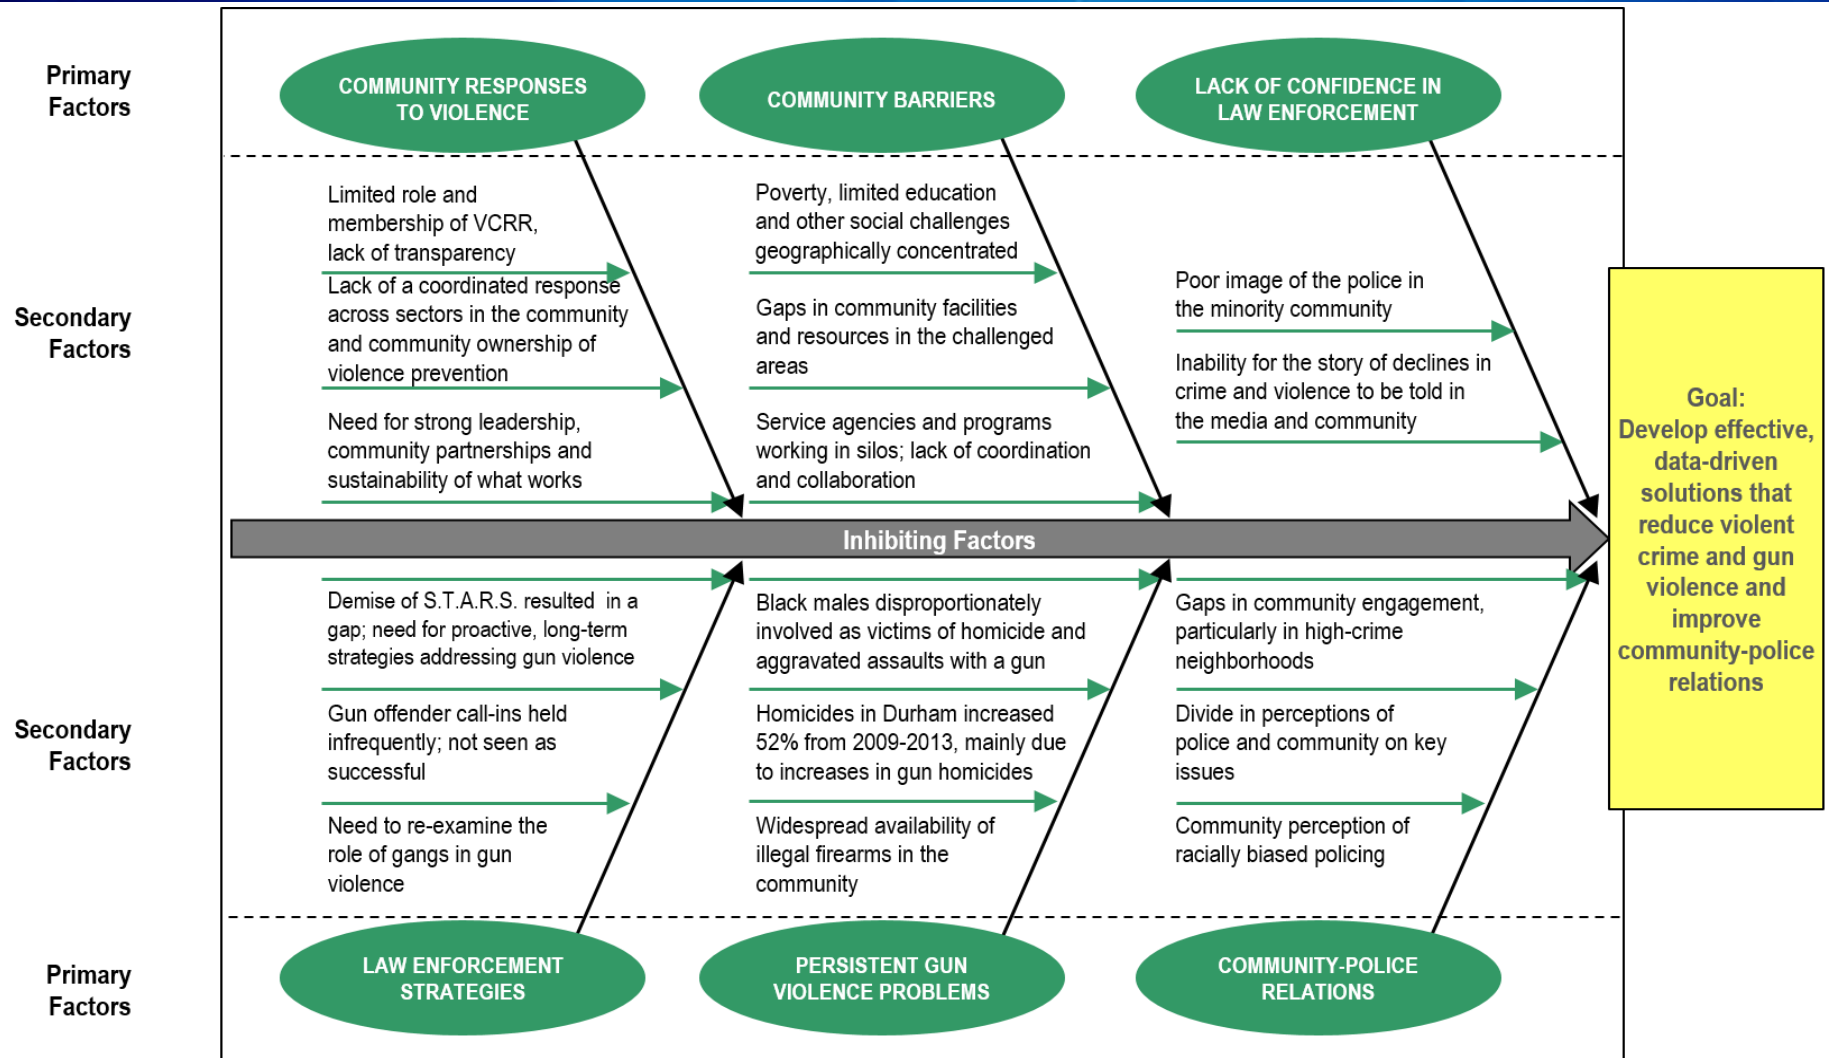 Primary
Factors
COMMUNITY RESPONSES
TO VIOLENCE
COMMUNITY BARRIERS
LACK OF CONFIDENCE IN
LAW ENFORCEMENT
Secondary
Factors
Limited role and
membership of VCRR,
lack of transparency
Lack of a coordinated response
across sectors in the community
and community ownership of
violence prevention
Need for strong leadership,
community partnerships and
sustainability of what works
Poverty, limited education
and other social challenges
geographically concentrated
Gaps in community facilities
and resources in the challenged
areas
Service agencies and programs
working in silos; lack of coordination
and collaboration
Poor image of the police in
the minority community
Inability for the story of declines in
crime and violence to be told in
the media and community
Inhibiting Factors
Goal:
Develop effective,
data-driven
solutions that
reduce violent
crime and gun
violence and
improve
community-police
relations
Secondary
Factors
Demise of S.T.A.R.S. resulted in a
gap; need for proactive, long-term
strategies addressing gun violence
Gun offender call-ins held
infrequently; not seen as
successful
Need to re-examine the
role of gangs in gun
violence
Black males disproportionately
involved as victims of homicide and
aggravated assaults with a gun
Homicides in Durham increased
52% from 2009-2013, mainly due
to increases in gun homicides
Widespread availability of
illegal firearms in the
community
Gaps in community engagement,
particularly in high-crime
neighborhoods
Divide in perceptions of
police and community on key
issues
Community perception of
racially biased policing
Primary
Factors
LAW ENFORCEMENT
STRATEGIES
PERSISTENT GUN
VIOLENCE PROBLEMS
COMMUNITY-POLICE
RELATIONS